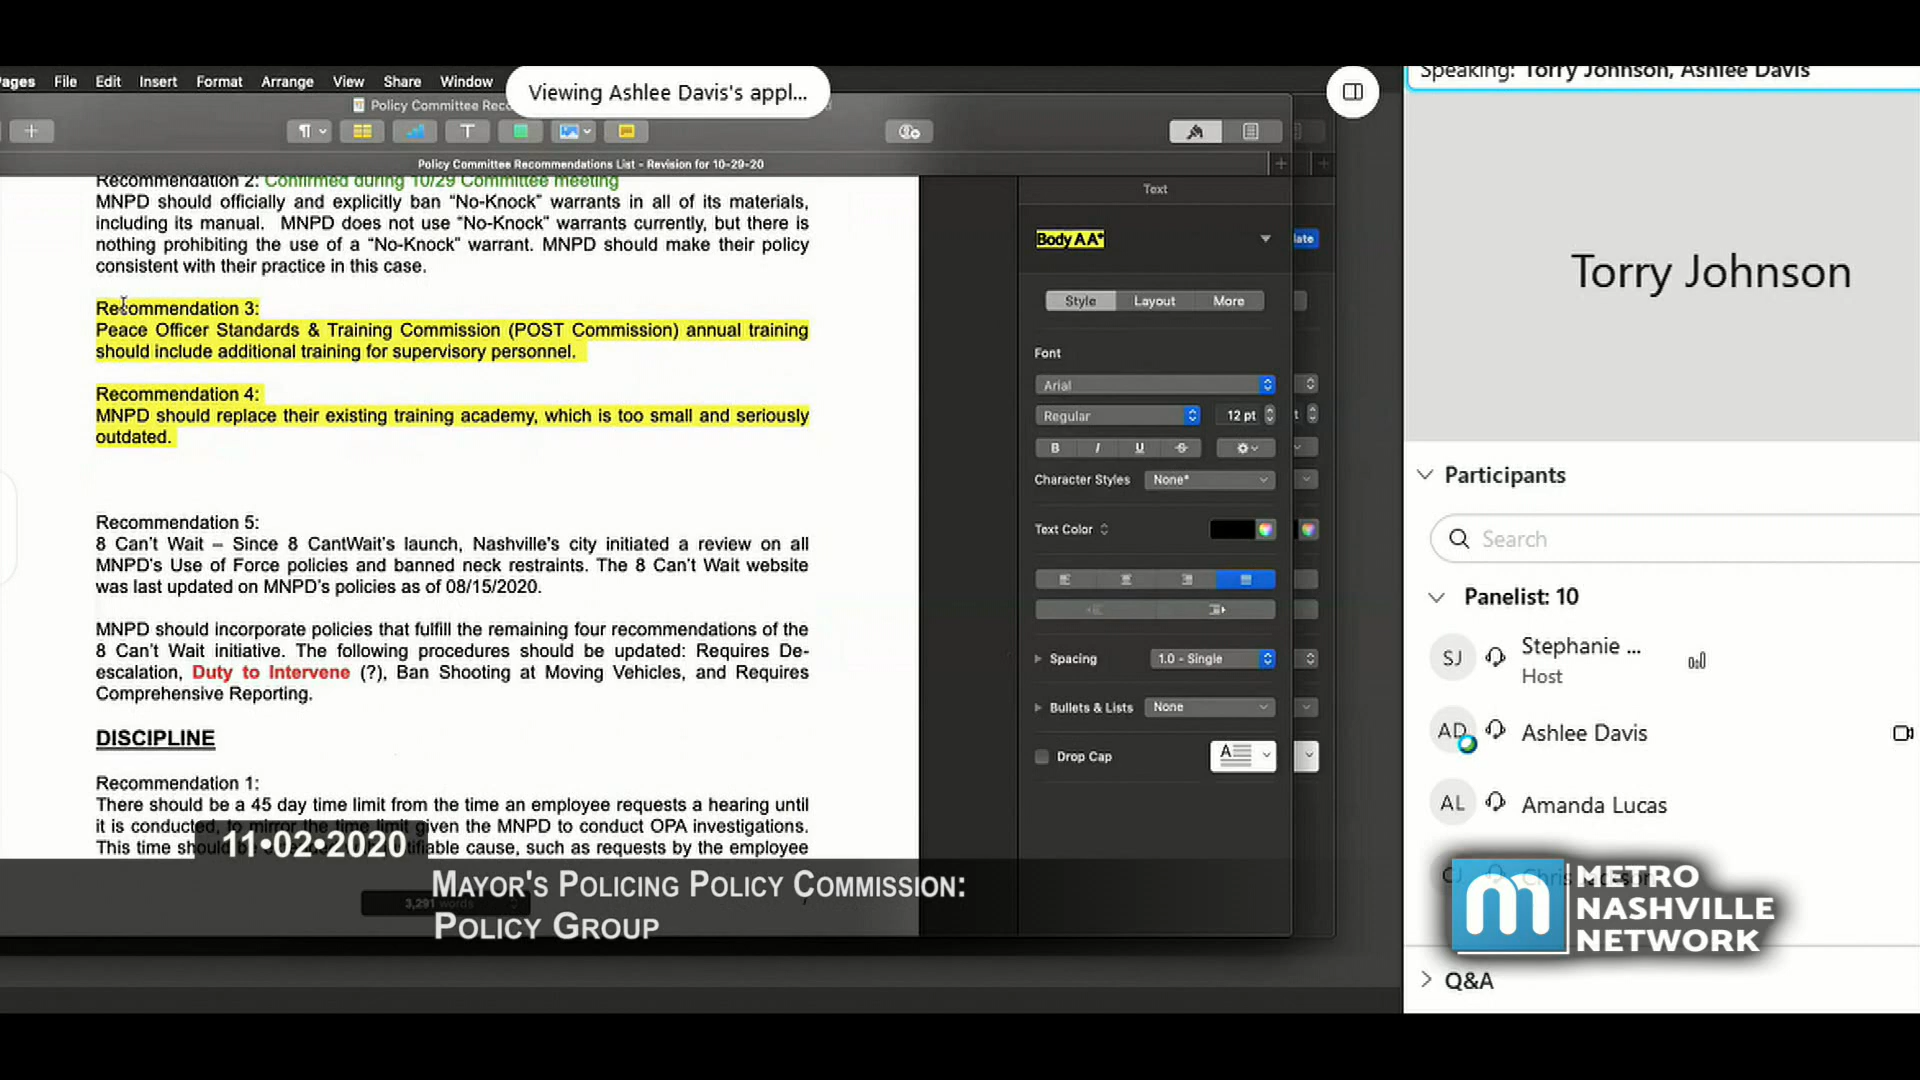 Speaking: Torry Johnson, Ashlee Davis
Pages File Edit Insert Format Arrange View Share Window
Viewing Ashlee Davis's appl...
Policy Committee Reco
Policy Committee Recommendations List - Revision for 10-29-20
Recommendation 2: Confirmed during 10/29 Committee meeting
MNPD should officially and explicitly ban “No-Knock” warrants in all of its materials,
including its manual. MNPD does not use “No-Knock” warrants currently, but there is
nothing prohibiting the use of a “No-Knock” warrant. MNPD should make their policy
consistent with their practice in this case.
Recommendation 3:
Peace Officer Standards & Training Commission (POST Commission) annual training
should include additional training for supervisory personnel.
Recommendation 4:
MNPD should replace their existing training academy, which is too small and seriously
outdated.
Recommendation 5:
8 Can’t Wait – Since 8 CantWait’s launch, Nashville’s city initiated a review on all
MNPD’s Use of Force policies and banned neck restraints. The 8 Can’t Wait website
was last updated on MNPD’s policies as of 08/15/2020.
MNPD should incorporate policies that fulfill the remaining four recommendations of the
8 Can’t Wait initiative. The following procedures should be updated: Requires De-
escalation, Duty to Intervene (?), Ban Shooting at Moving Vehicles, and Requires
Comprehensive Reporting.
DISCIPLINE
Recommendation 1:
There should be a 45 day time limit from the time an employee requests a hearing until
it is conducted, to mirror the time limit given the MNPD to conduct OPA investigations.
This time should be fiable cause, such as requests by the employee
3,291 words
Text
Body A A*
ate
Style Layout More
Font
Arial
Regular 12 pt
B I U S
Character Styles None*
Text Color
Spacing 1.0 - Single
Bullets & Lists None
Drop Cap
Torry Johnson
Participants
Search
Panelist: 10
SJ Stephanie ...
Host
AD Ashlee Davis
AL Amanda Lucas
Q&A
11•02•2020
MAYOR'S POLICING POLICY COMMISSION:
POLICY GROUP
METRO
NASHVILLE
NETWORK